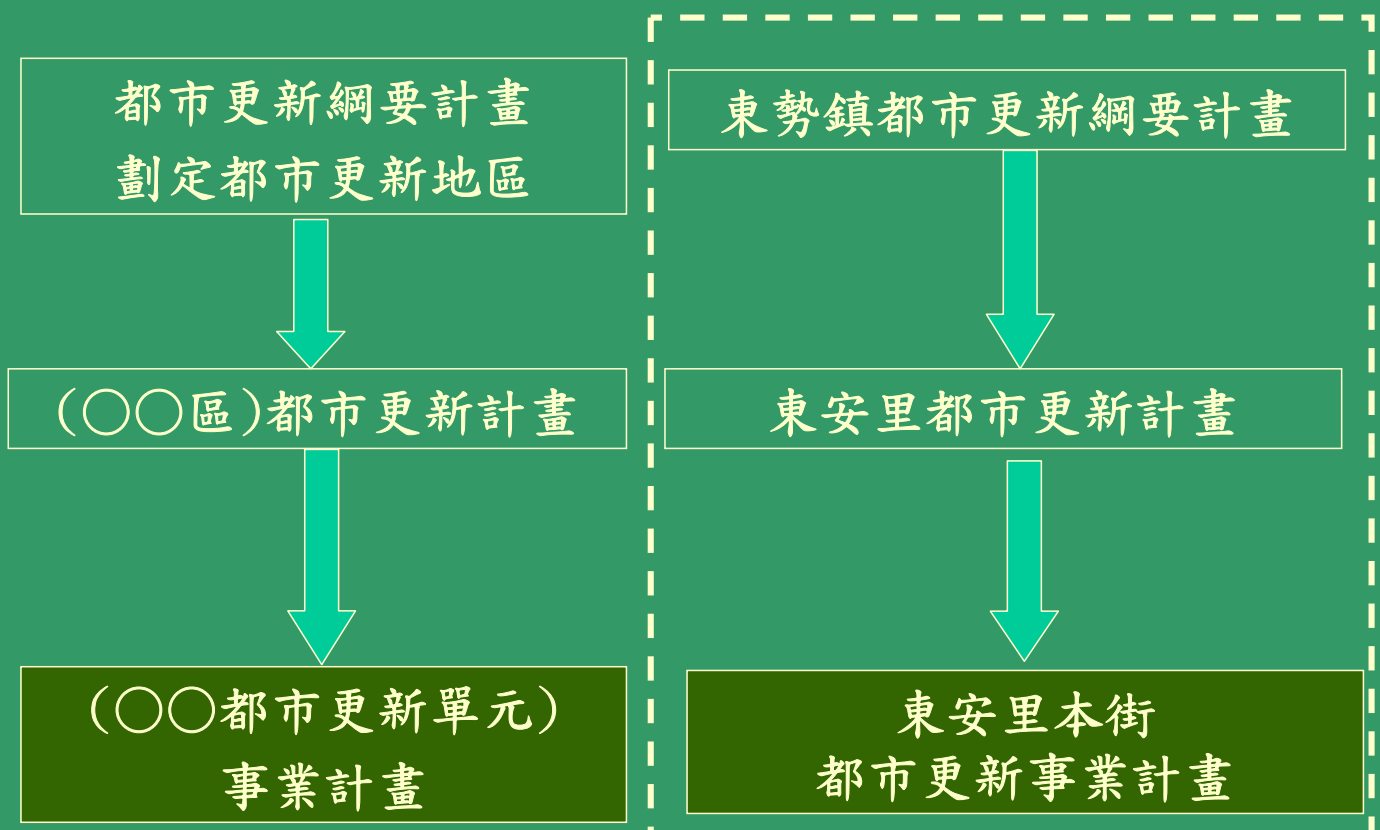 都市更新綱要計畫
劃定都市更新地區
(○○區)都市更新計畫
(○○都市更新單元)
事業計畫
東勢鎮都市更新綱要計畫
東安里都市更新計畫
東安里本街
都市更新事業計畫